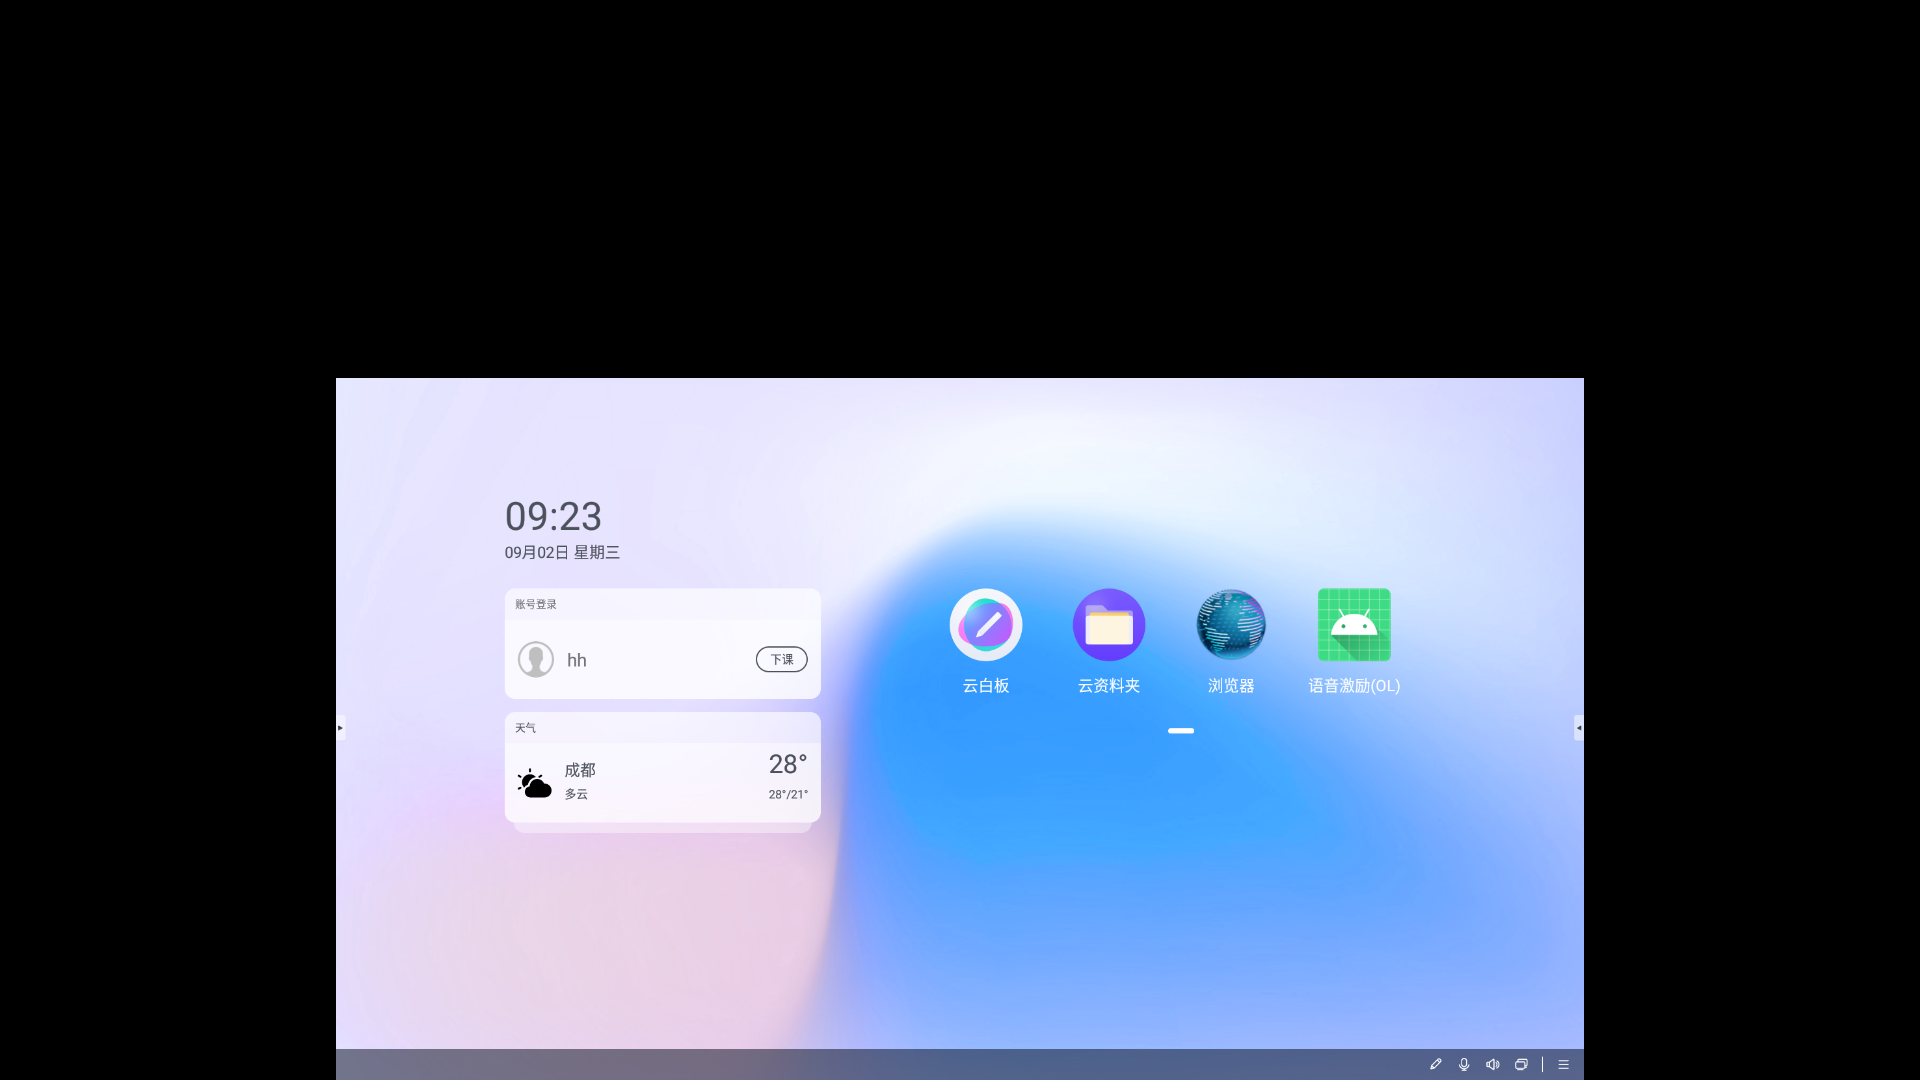 09:23
09月02日 星期三
账号登录
hh
下课
天气
成都
28°
多云
28°/21°
云白板
云资料夹
浏览器
语音激励(OL)